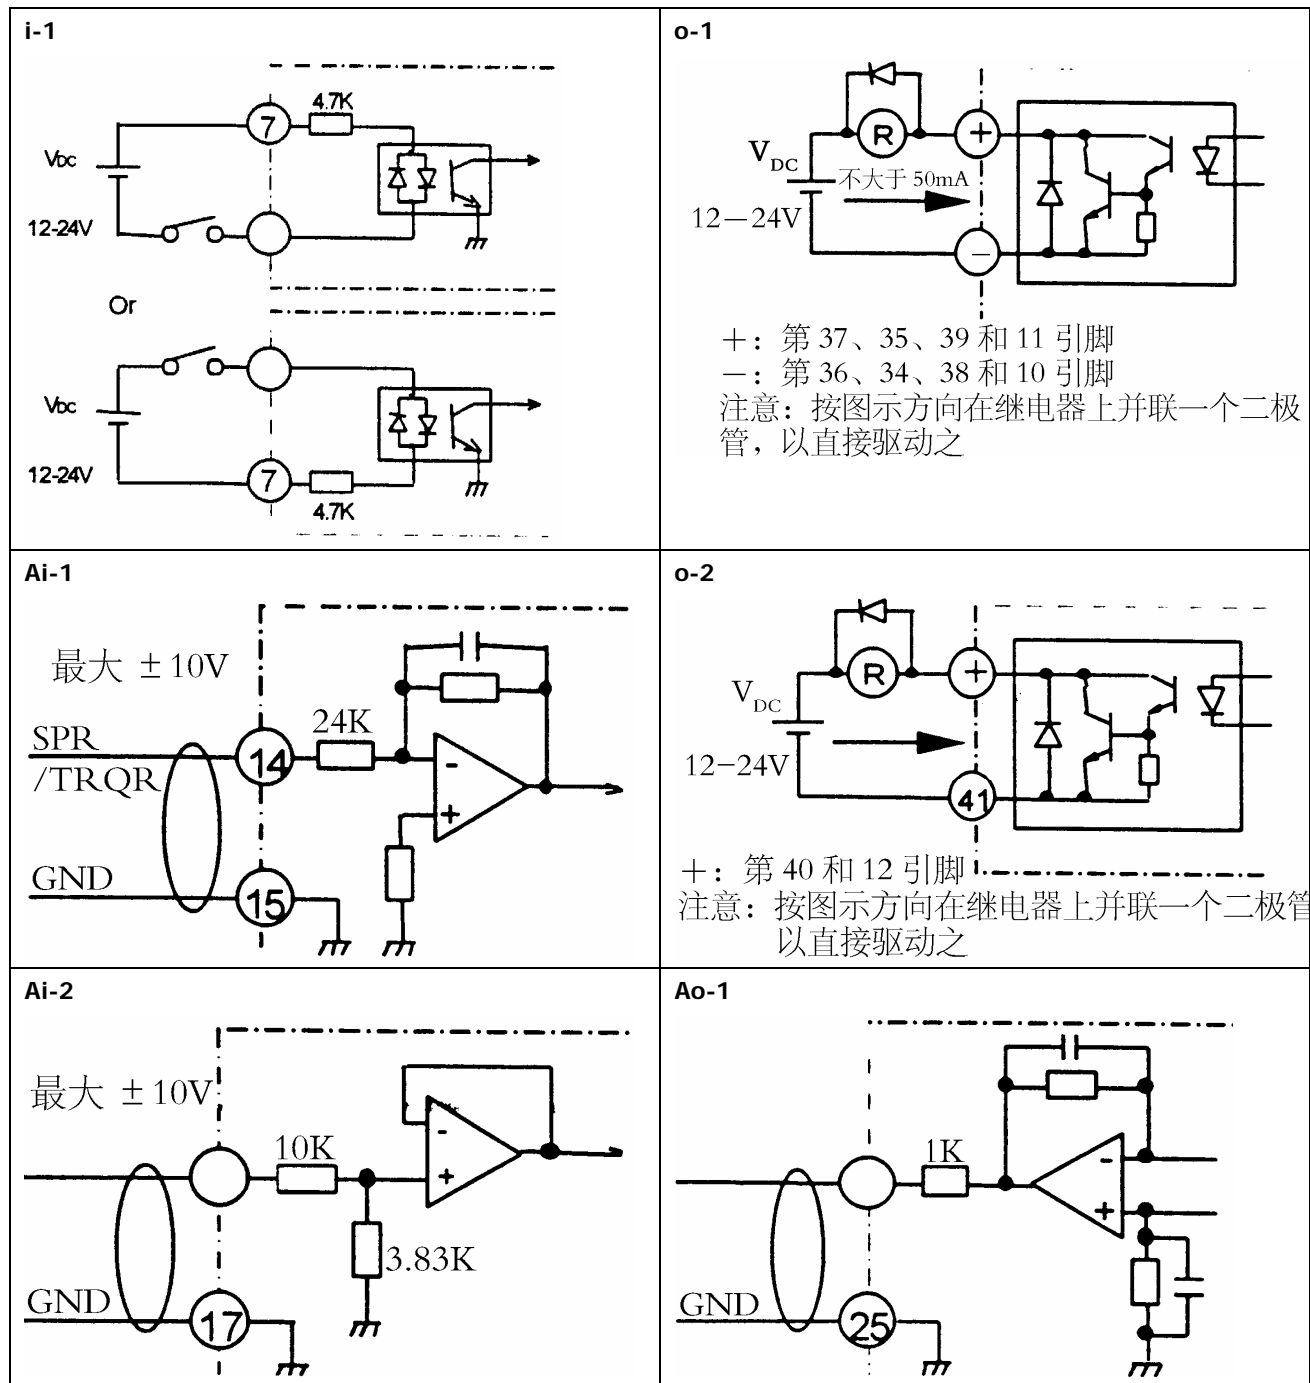 i-1
4.7K
7
VDC
12-24V
Or
VDC
12-24V
7
4.7K
o-1
R
+
VDC
不大于 50mA
12—24V
—
+：第 37、35、39 和 11 引脚
—：第 36、34、38 和 10 引脚
注意：按图示方向在继电器上并联一个二极
管，以直接驱动之
Ai-1
最大 ±10V
SPR
/TRQR
14
24K
-
+
GND
15
o-2
R
+
VDC
12-24V
41
+：第 40 和 12 引脚
注意：按图示方向在继电器上并联一个二极管
以直接驱动之
Ai-2
最大 ±10V
10K
-
+
3.83K
GND
17
Ao-1
1K
-
+
GND
25